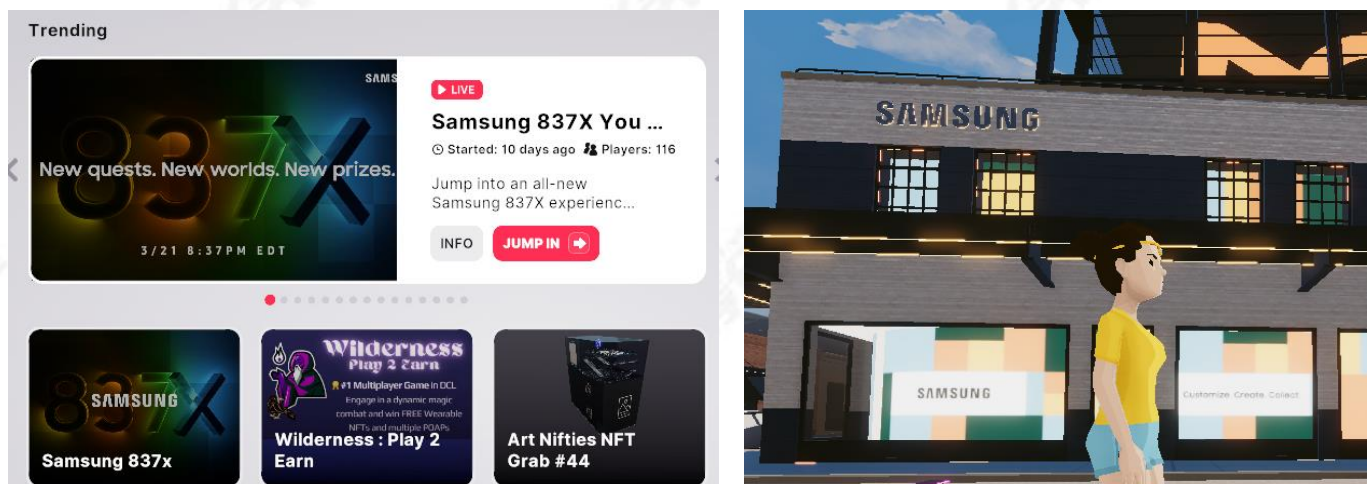 Trending
SAMS
837X
New quests. New worlds. New prizes.
3/21 8:37PM EDT
LIVE
Samsung 837X You ...
Started: 10 days ago Players: 116
Jump into an all-new
Samsung 837X experienc...
INFO
JUMP IN
837X
SAMSUNG
Samsung 837x
Wilderness
Play 2 Earn
#1 Multiplayer Game in DCL
Engage in a dynamic magic
combat and win FREE Wearable
NFTs and multiple POAPs
Wilderness : Play 2
Earn
Art Nifties NFT
Grab #44
SAMSUNG
SAMSUNG
Customize Create Collect